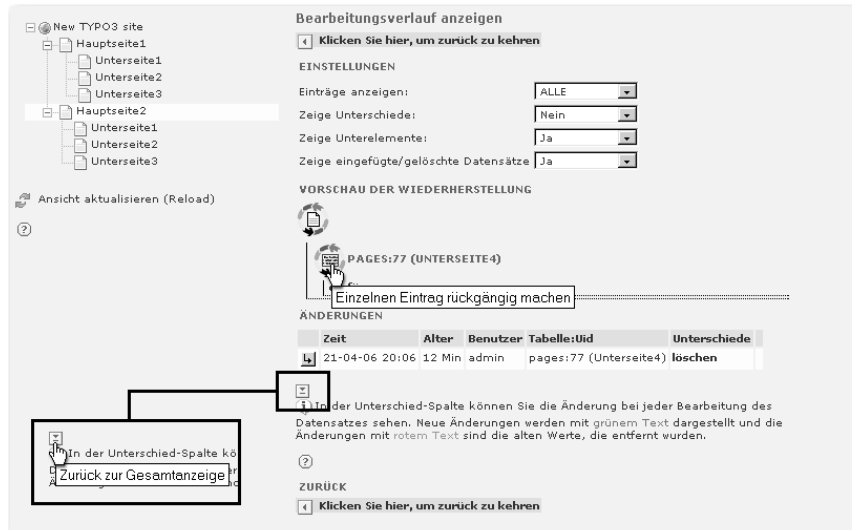 New TYPO3 site
Hauptseite1
Unterseite1
Unterseite2
Unterseite3
Hauptseite2
Unterseite1
Unterseite2
Unterseite3
Ansicht aktualisieren (Reload)
Bearbeitungsverlauf anzeigen
Klicken Sie hier, um zurück zu kehren
EINSTELLUNGEN
Einträge anzeigen: ALLE
Zeige Unterschiede: Nein
Zeige Unterelemente: Ja
Zeige eingefügte/gelöschte Datensätze Ja
VORSCHAU DER WIEDERHERSTELLUNG
PAGES:77 (UNTERSEITE4)
Einzelnen Eintrag rückgängig machen
ÄNDERUNGEN
Zeit Alter Benutzer Tabelle:Uid Unterschiede
21-04-06 20:06 12 Min admin pages:77 (Unterseite4) löschen
In der Unterschied-Spalte können Sie die Änderung bei jeder Bearbeitung des
Datensatzes sehen. Neue Änderungen werden mit grünem Text dargestellt und die
Änderungen mit rotem Text sind die alten Werte, die entfernt wurden.
ZURÜCK
Klicken Sie hier, um zurück zu kehren
In der Unterschied-Spalte kö
Zurück zur Gesamtanzeige